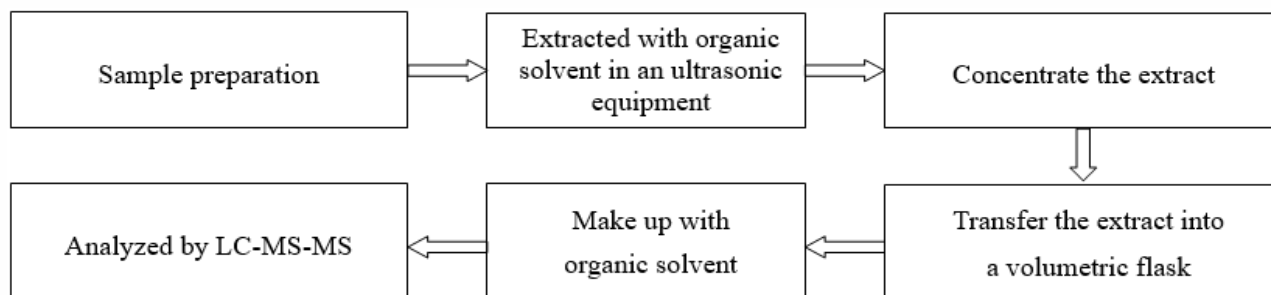 Sample preparation
Extracted with organic
solvent in an ultrasonic
equipment
Concentrate the extract
Transfer the extract into
a volumetric flask
Make up with
organic solvent
Analyzed by LC-MS-MS